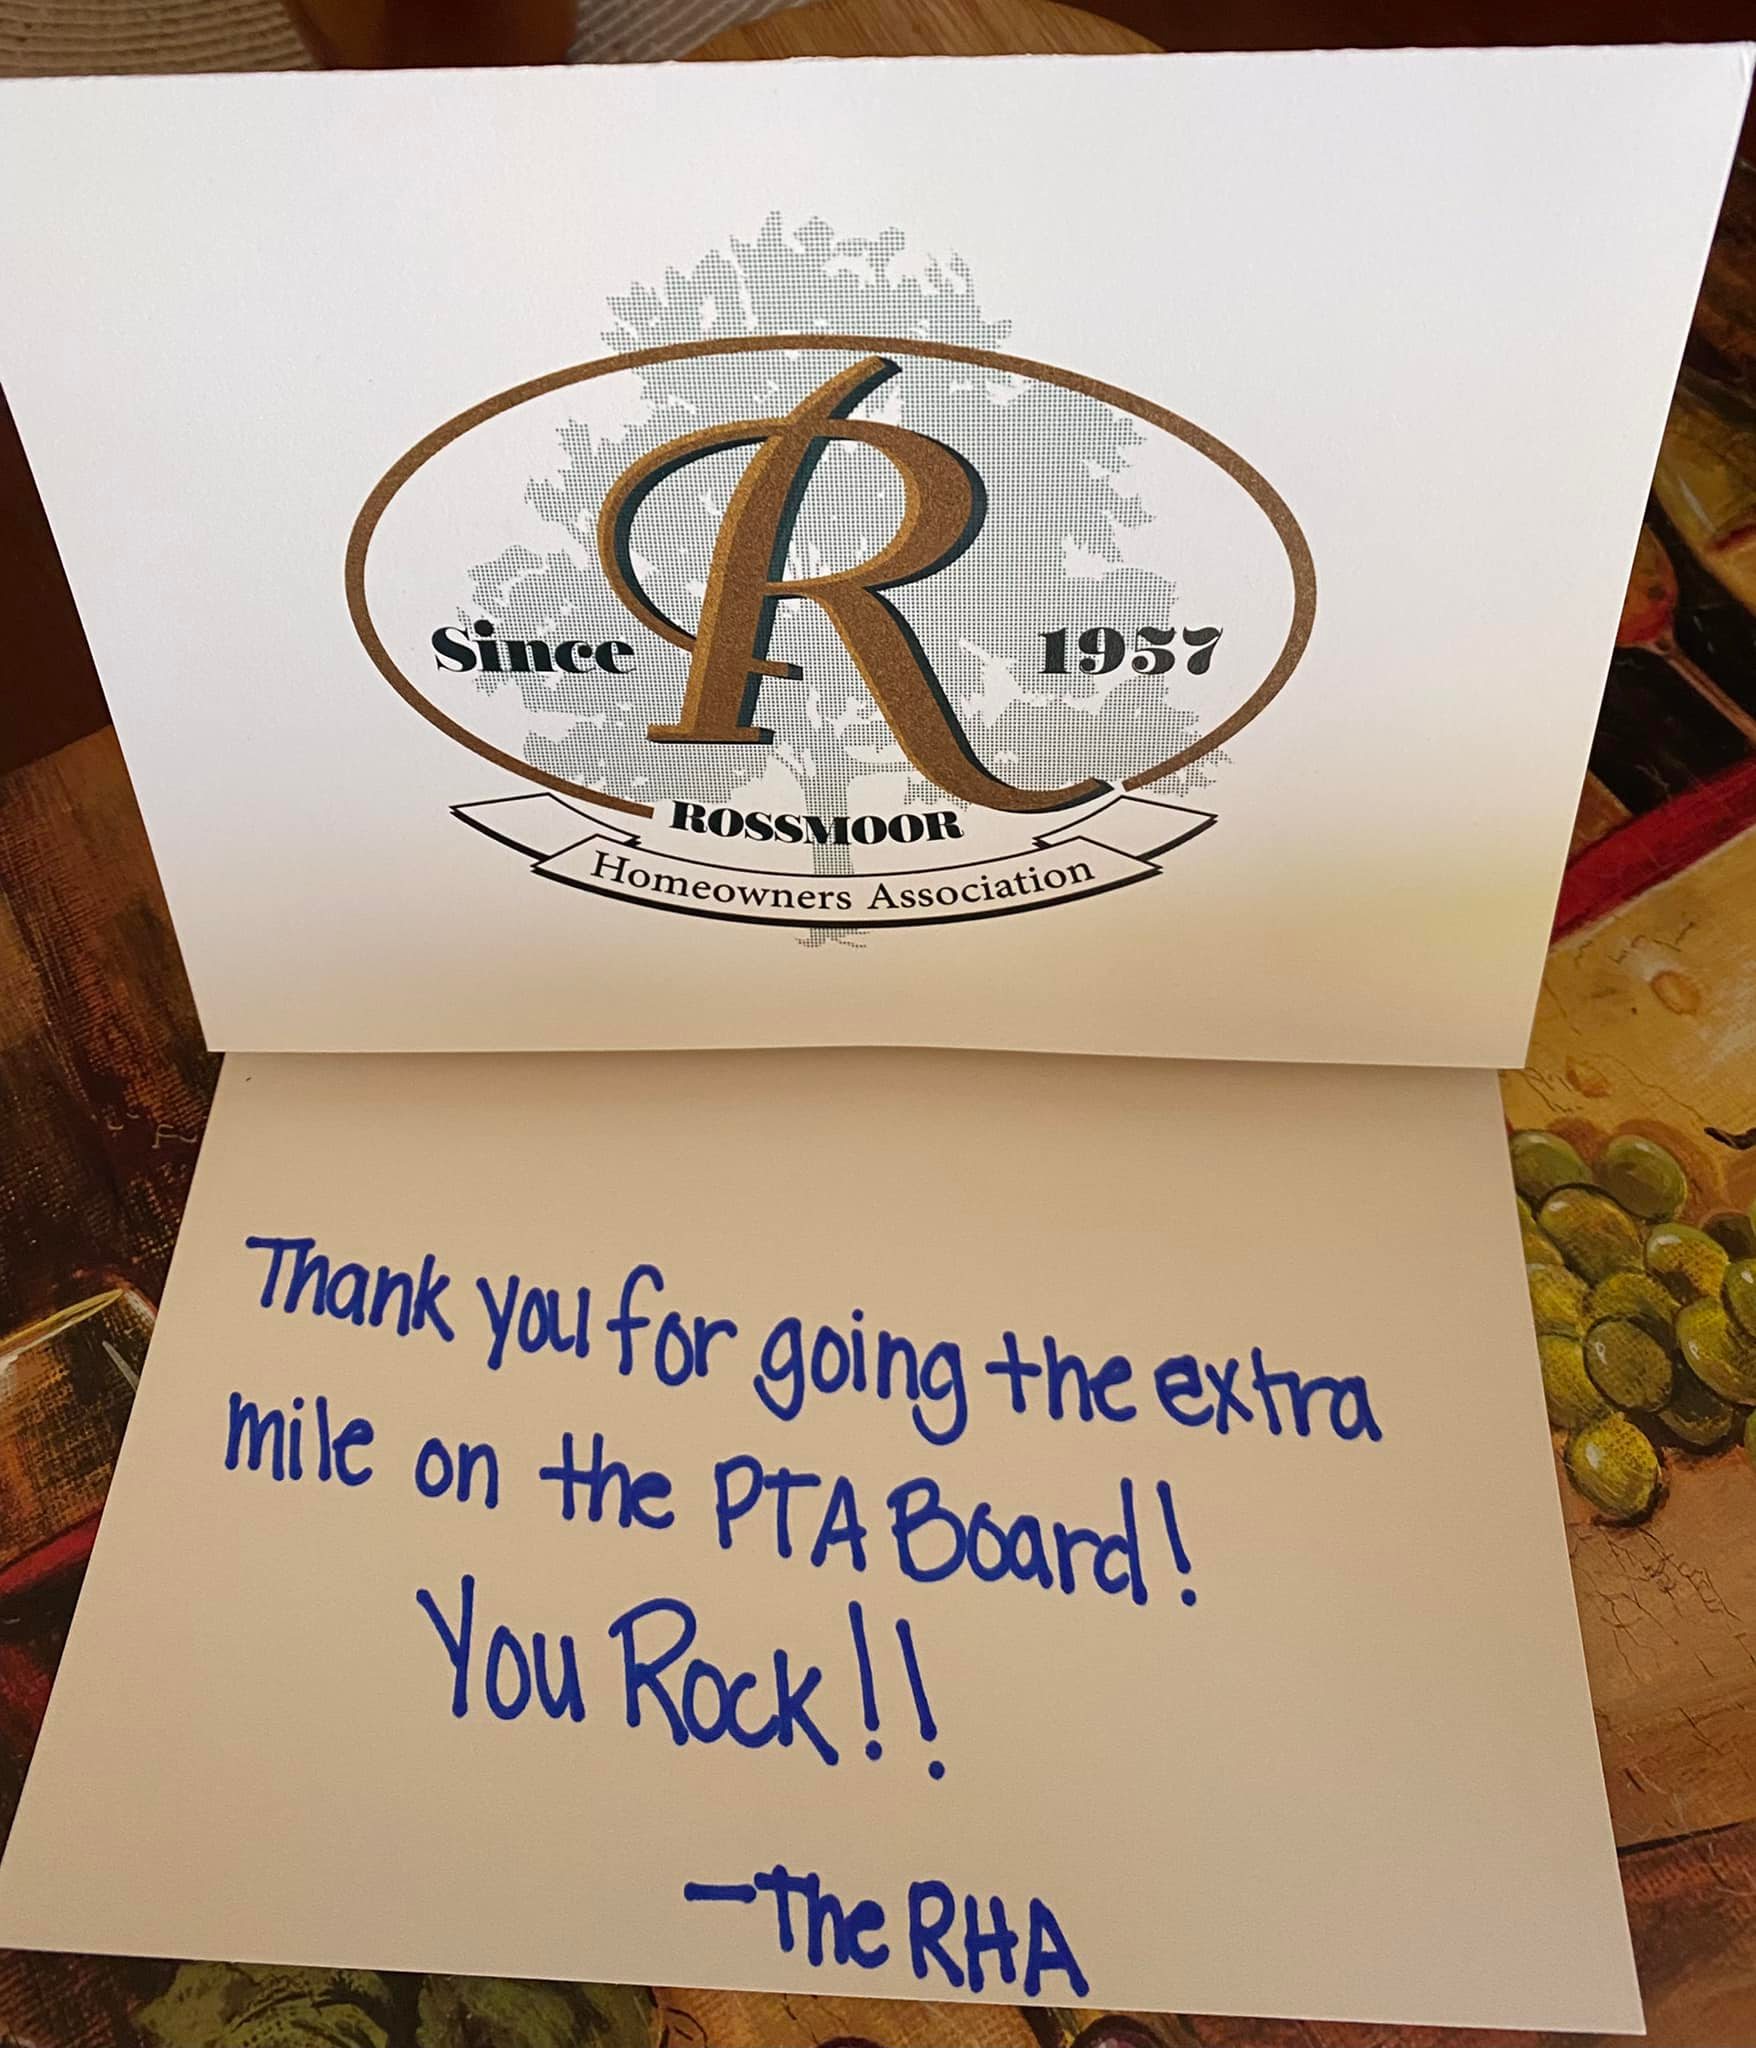 Since 1957
ROSSMOOR
Homeowners Association
Thank you for going the extra
mile on the PTA Board!
You Rock!!
-The RHA